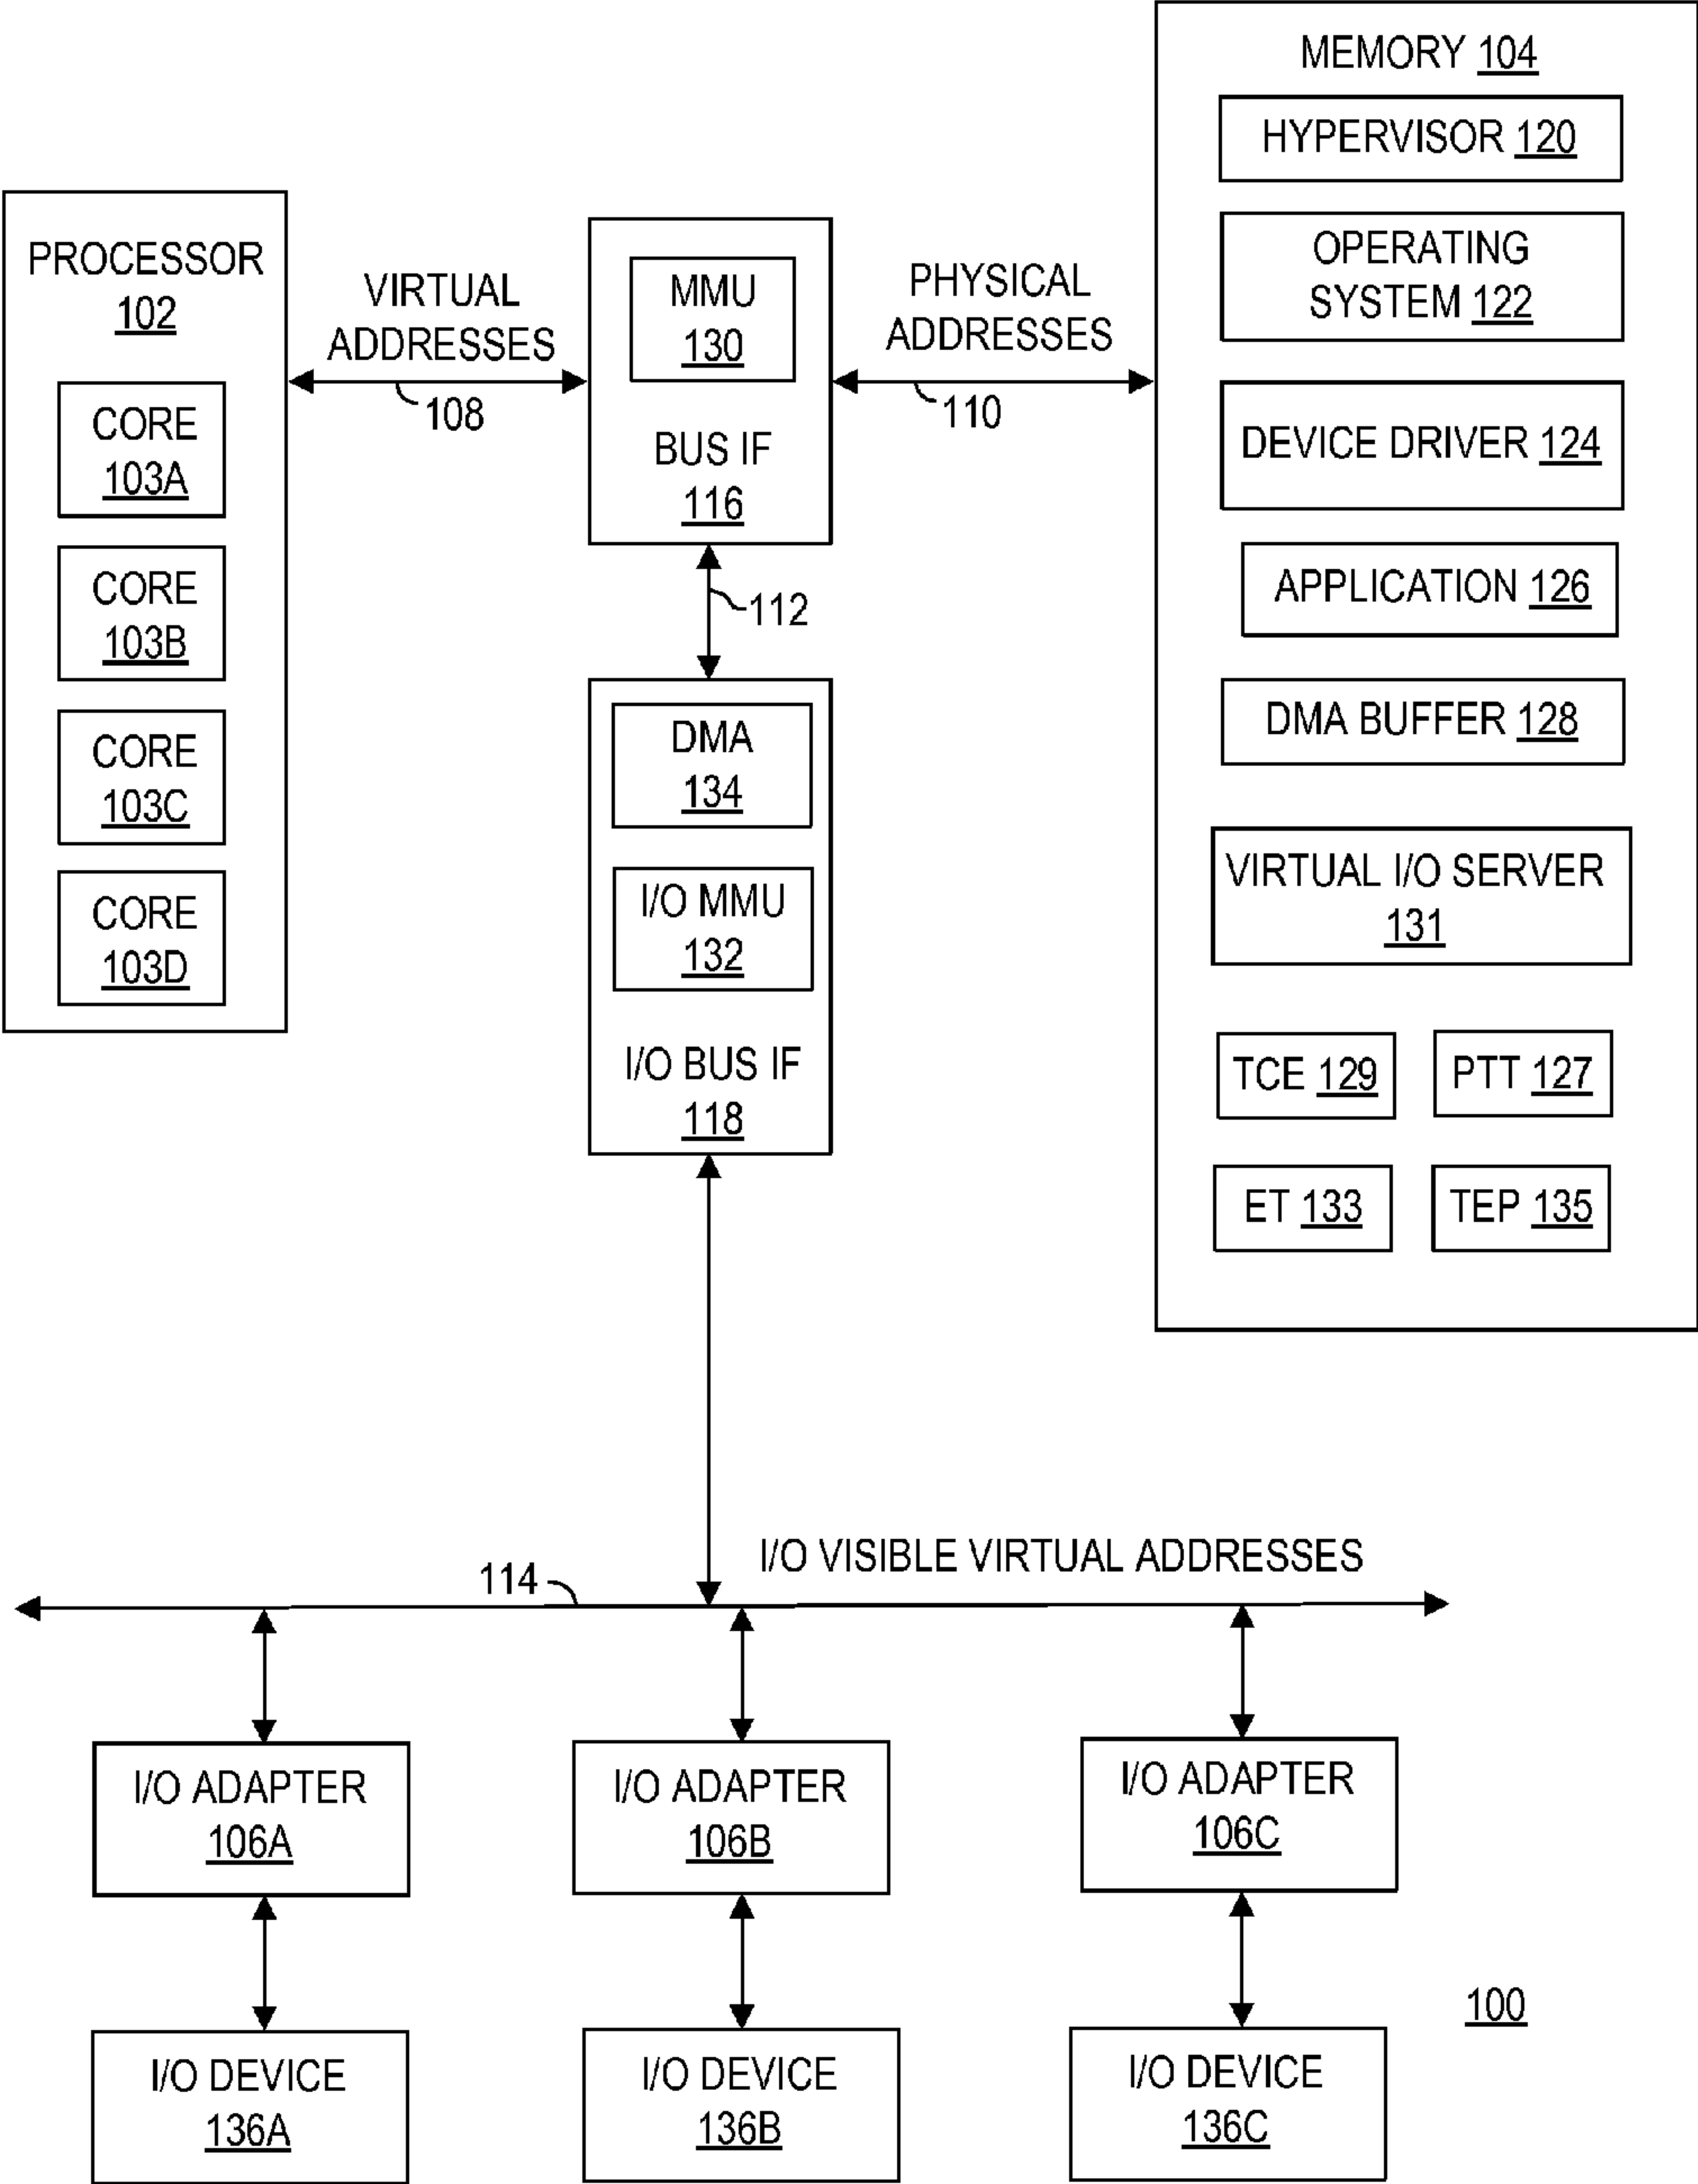 PROCESSOR
102
CORE
103A
CORE
103B
CORE
103C
CORE
103D
VIRTUAL
ADDRESSES
108
MMU
130
BUS IF
116
PHYSICAL
ADDRESSES
110
112
DMA
134
I/O MMU
132
I/O BUS IF
118
MEMORY 104
HYPERVISOR 120
OPERATING
SYSTEM 122
DEVICE DRIVER 124
APPLICATION 126
DMA BUFFER 128
VIRTUAL I/O SERVER
131
TCE 129
PTT 127
ET 133
TEP 135
I/O VISIBLE VIRTUAL ADDRESSES
114
I/O ADAPTER
106A
I/O ADAPTER
106B
I/O ADAPTER
106C
I/O DEVICE
136A
I/O DEVICE
136B
I/O DEVICE
136C
100